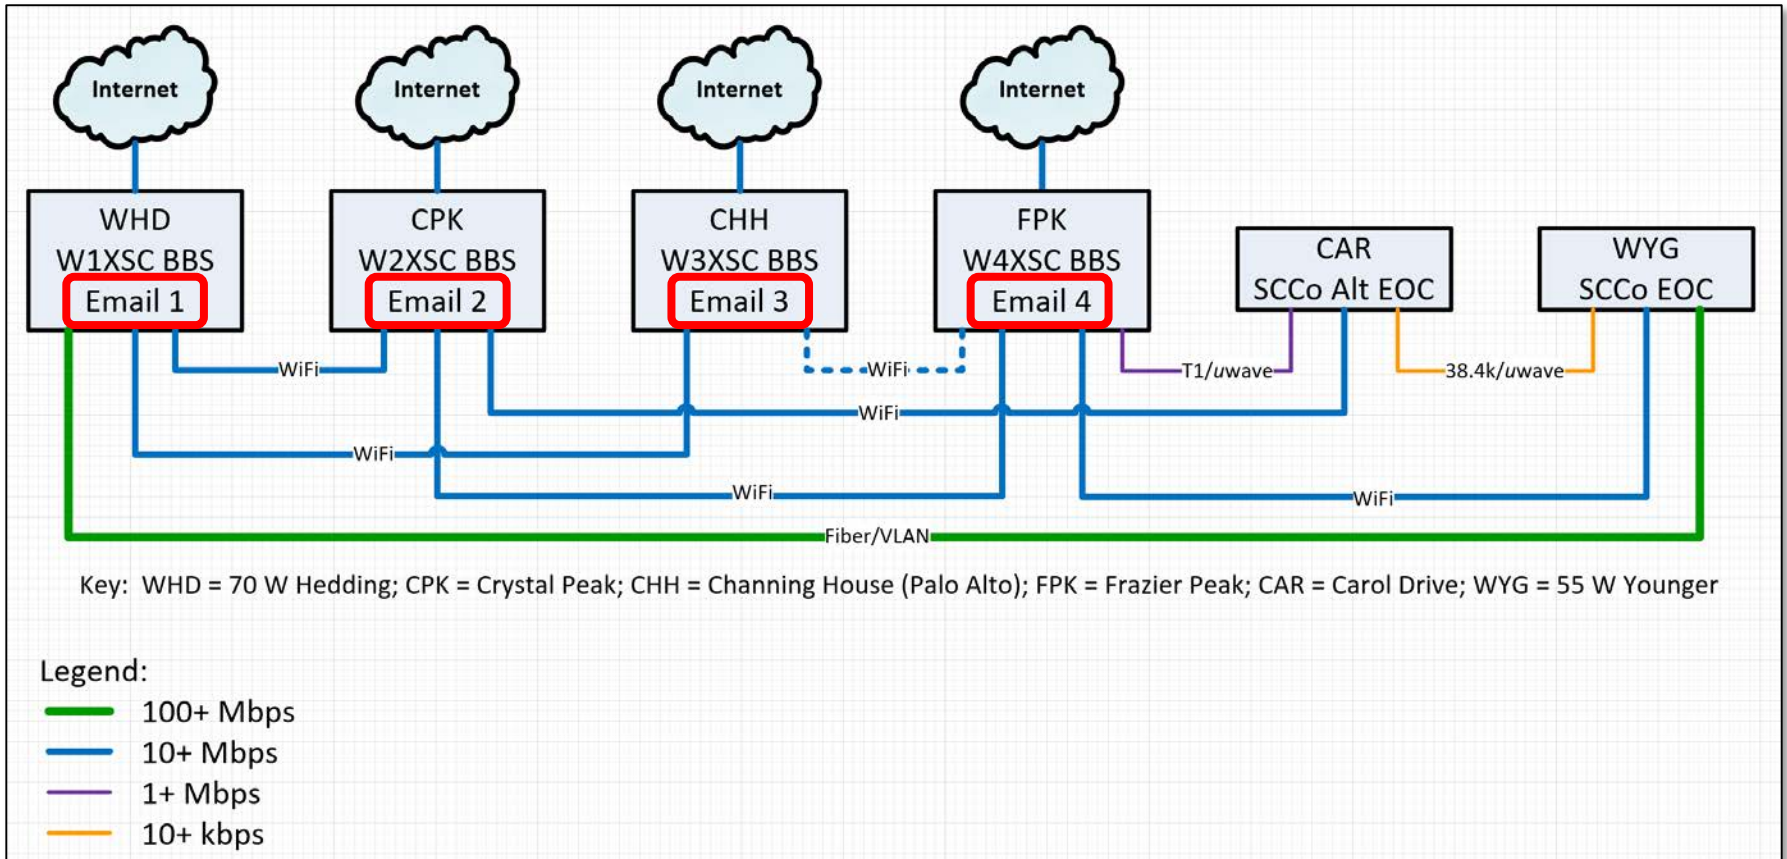 Internet
Internet
Internet
Internet
WHD
W1XSC BBS
Email 1
CPK
W2XSC BBS
Email 2
CHH
W3XSC BBS
Email 3
FPK
W4XSC BBS
Email 4
CAR
SCCo Alt EOC
WYG
SCCo EOC
WiFi
WiFi
T1/uwave
38.4k/uwave
WiFi
WiFi
WiFi
WiFi
Fiber/VLAN
Key: WHD = 70 W Hedding; CPK = Crystal Peak; CHH = Channing House (Palo Alto); FPK = Frazier Peak; CAR = Carol Drive; WYG = 55 W Younger
Legend:
100+ Mbps
10+ Mbps
1+ Mbps
10+ kbps